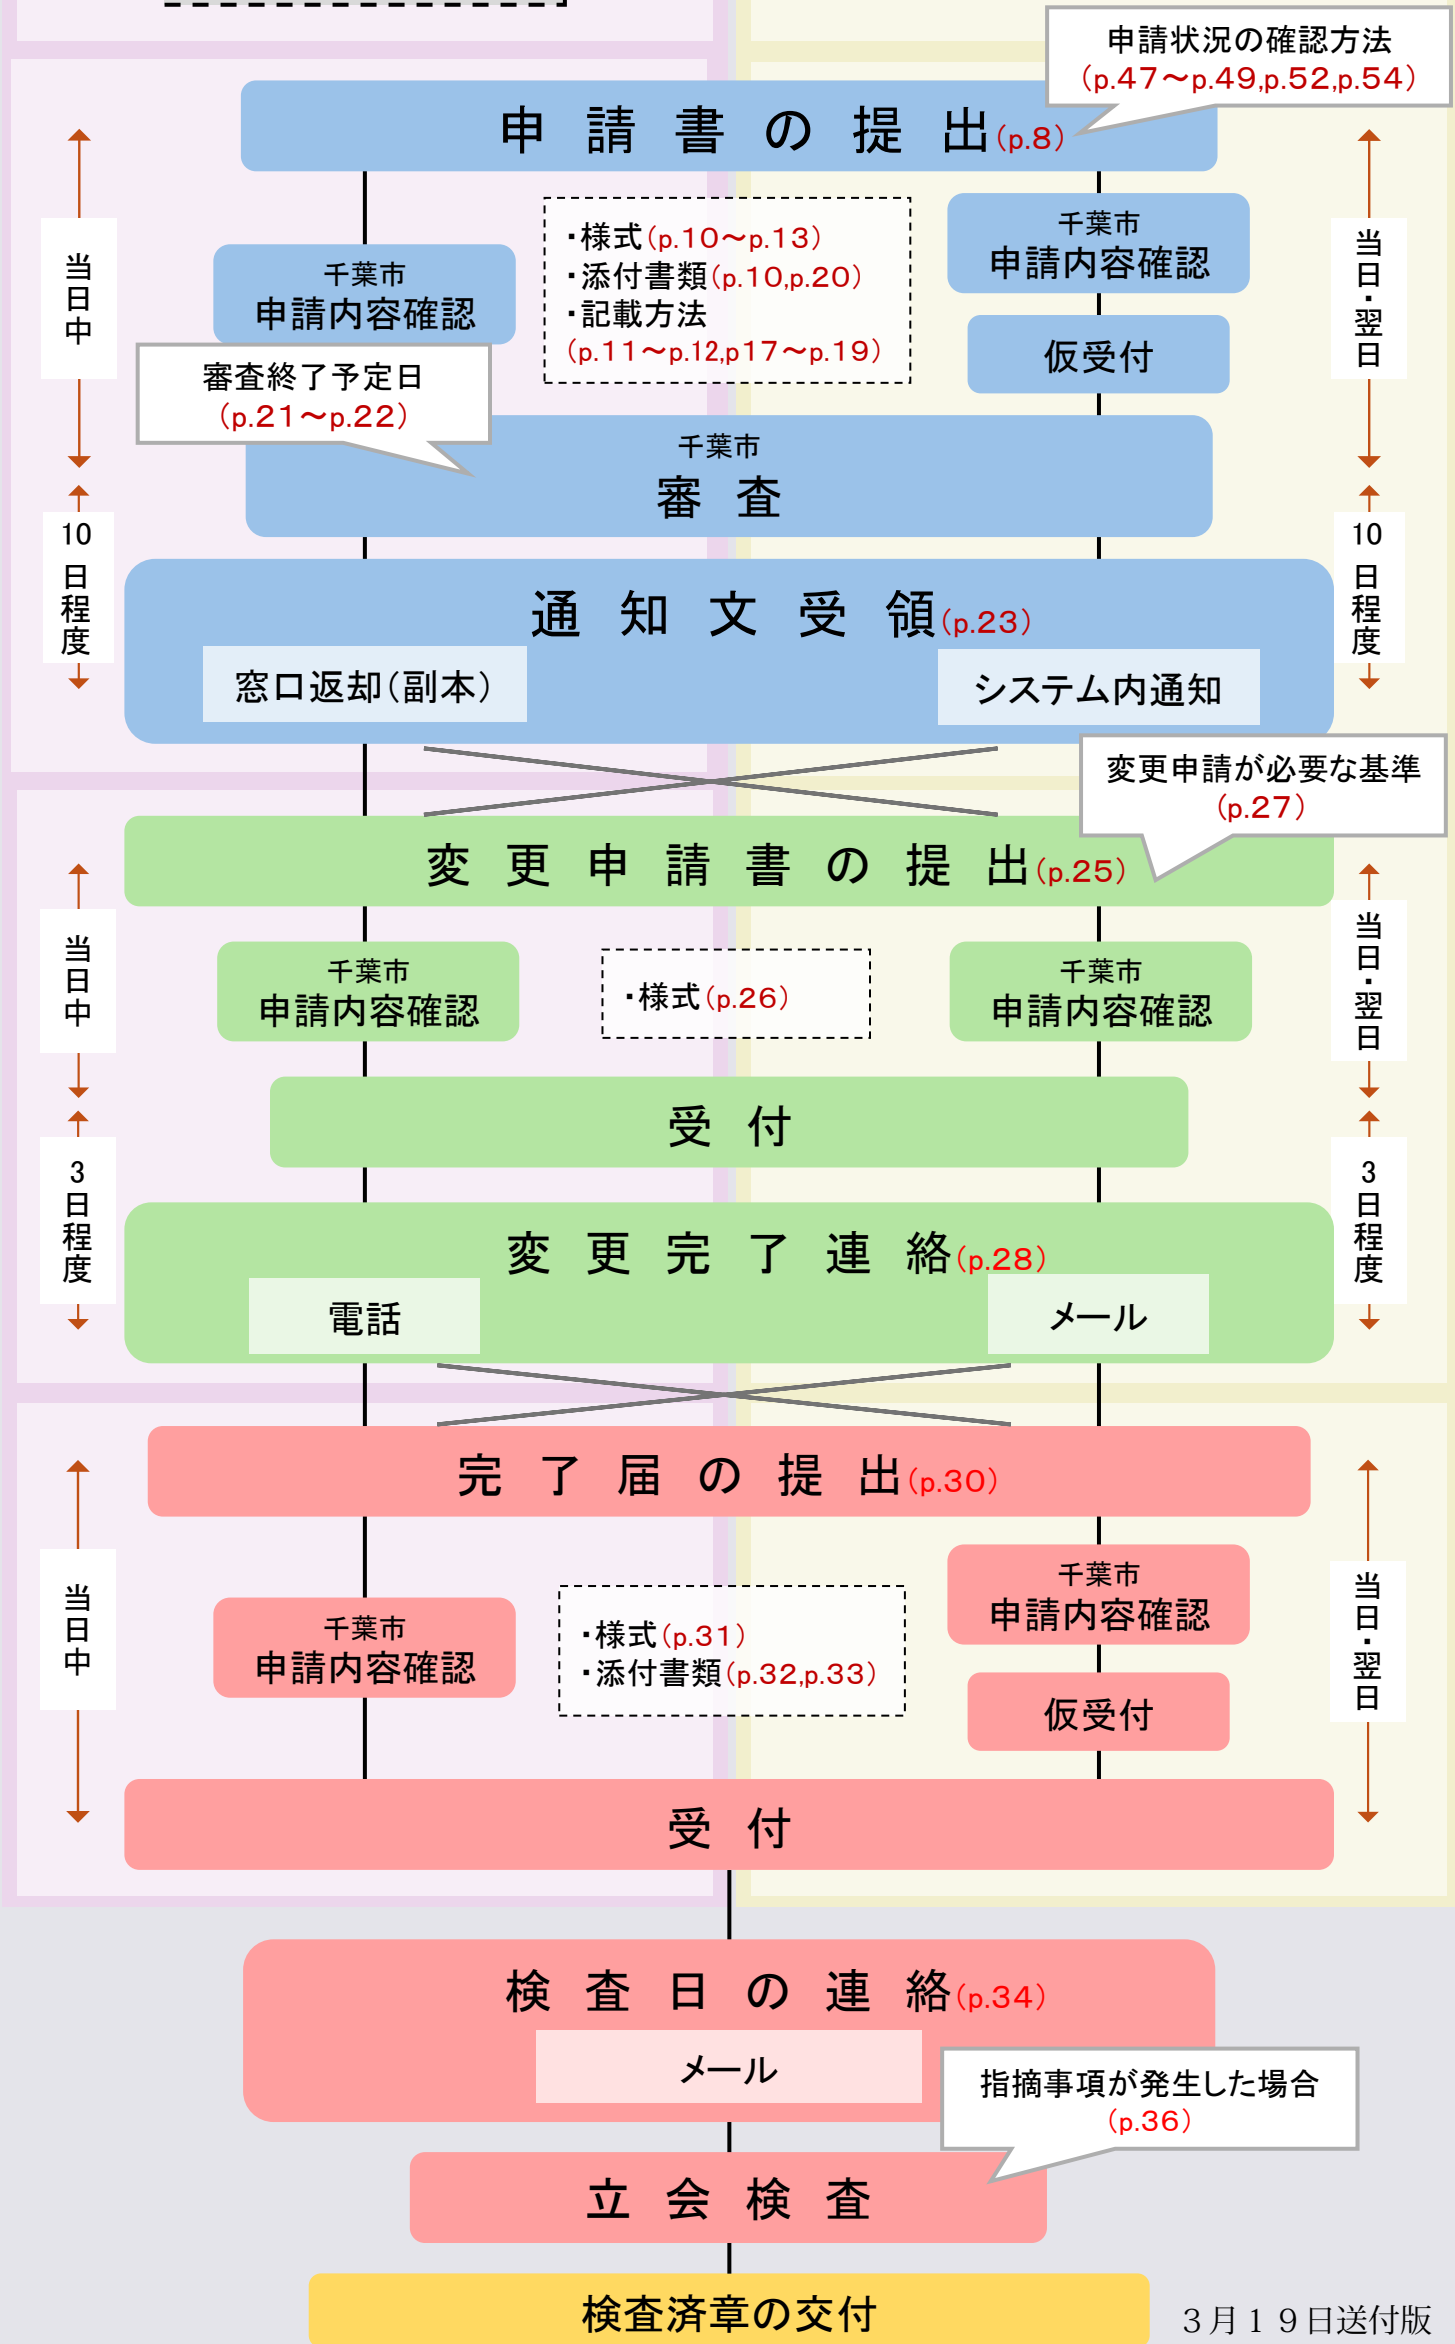 申請状況の確認方法
（p.47～p.49,p.52,p.54）
申請書の提出（p.8）
当日中
千葉市
申請内容確認
・様式（p.10～p.13）
・添付書類（p.10,p.20）
・記載方法
（p.11～p.12,p17～p.19）
千葉市
申請内容確認
仮受付
当日・翌日
審査終了予定日
（p.21～p.22）
千葉市
審査
10日程度
10日程度
通知文受領（p.23）
窓口返却（副本）
システム内通知
変更申請が必要な基準
（p.27）
変更申請書の提出（p.25）
当日中
千葉市
申請内容確認
・様式（p.26）
千葉市
申請内容確認
当日・翌日
受付
3日程度
3日程度
変更完了連絡（p.28）
電話
メール
完了届の提出（p.30）
当日中
千葉市
申請内容確認
・様式（p.31）
・添付書類（p.32,p.33）
千葉市
申請内容確認
仮受付
当日・翌日
受付
検査日の連絡（p.34）
メール
指摘事項が発生した場合
（p.36）
立会検査
検査済章の交付
３月１９日送付版